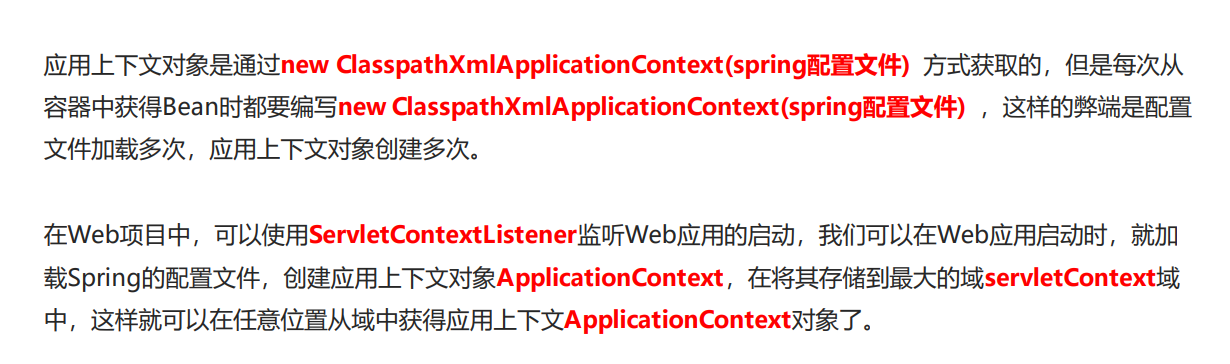 应用上下文对象是通过new ClasspathXmlApplicationContext(spring配置文件) 方式获取的，但是每次从
容器中获得Bean时都要编写new ClasspathXmlApplicationContext(spring配置文件) ，这样的弊端是配置
文件加载多次，应用上下文对象创建多次。
在Web项目中，可以使用ServletContextListener监听Web应用的启动，我们可以在Web应用启动时，就加
载Spring的配置文件，创建应用上下文对象ApplicationContext，在将其存储到最大的域servletContext域
中，这样就可以在任意位置从域中获得应用上下文ApplicationContext对象了。